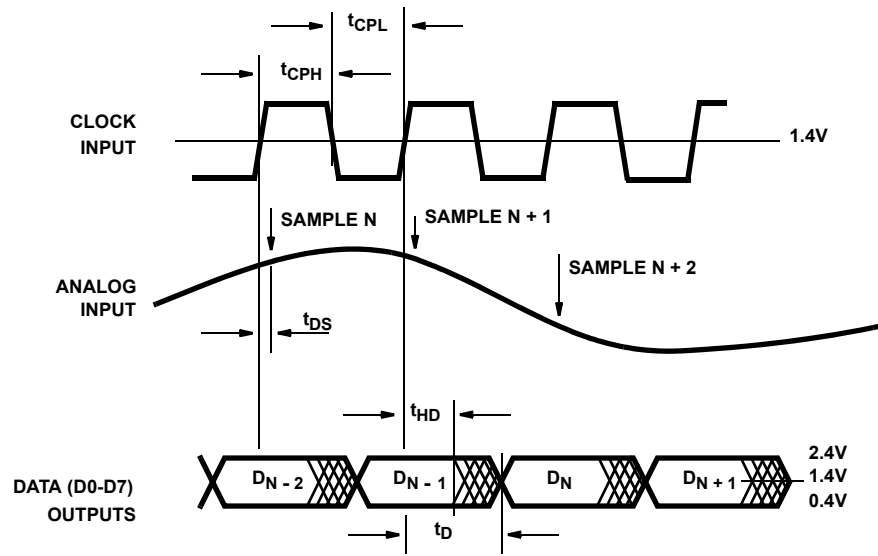 tCPL
tCPH
CLOCK
INPUT
1.4V
SAMPLE N
SAMPLE N + 1
SAMPLE N + 2
ANALOG
INPUT
tDS
tHD
DATA (D0-D7)
OUTPUTS
DN - 2
DN - 1
DN
DN + 1
2.4V
1.4V
0.4V
tD